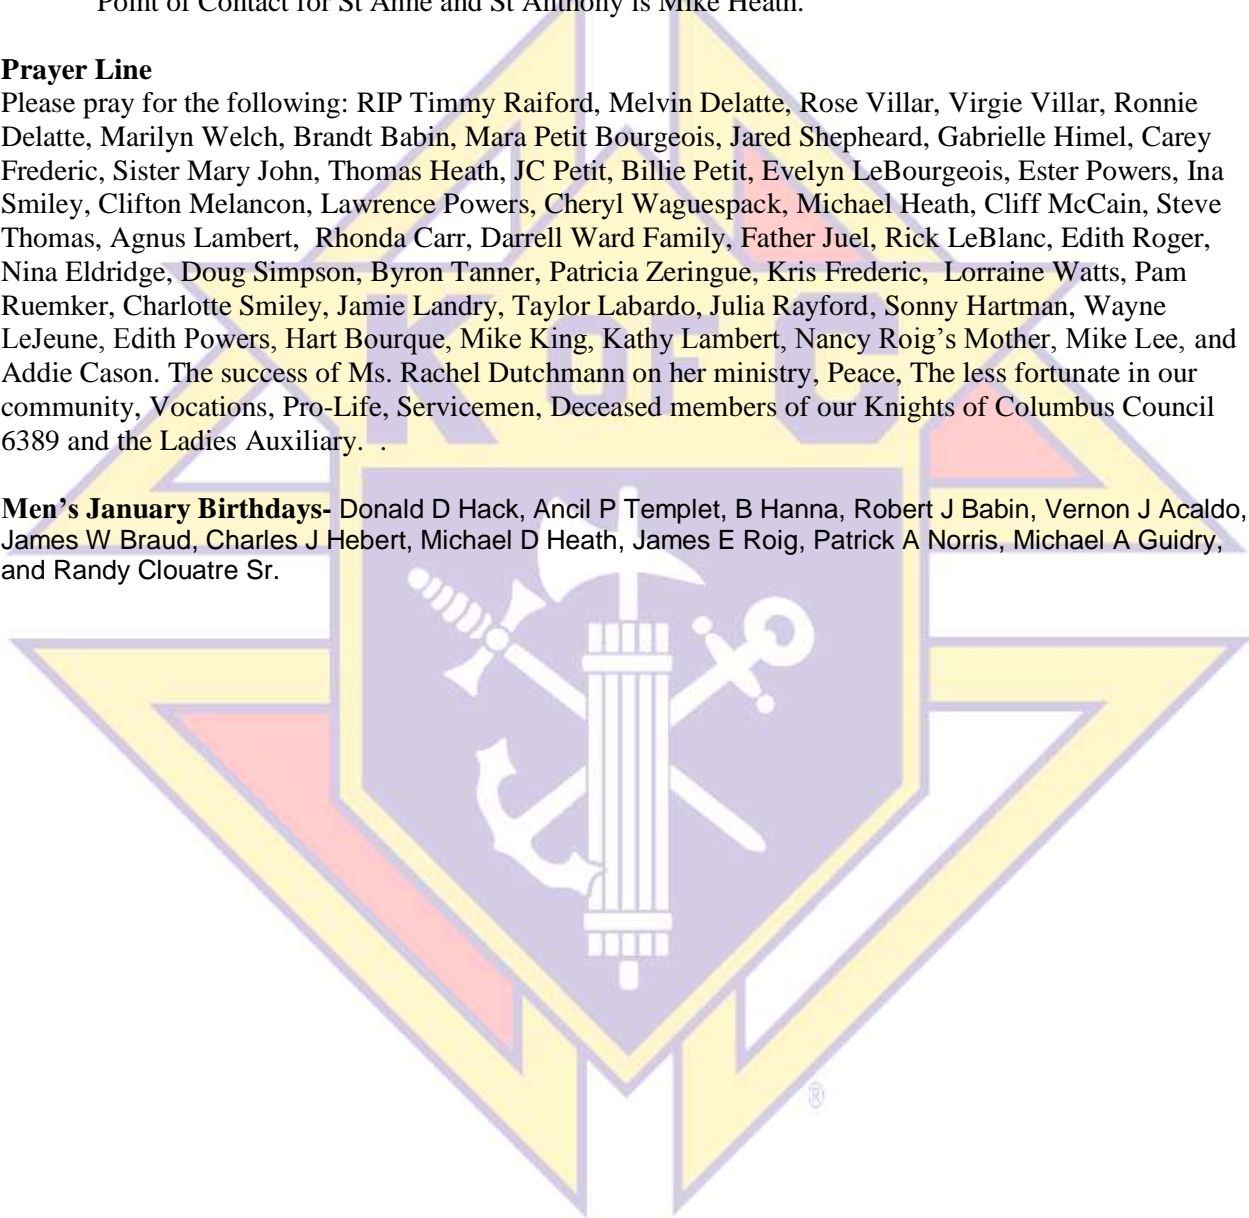 Point of Contact for St Anne and St Anthony is Mike Heath.
Prayer Line
Please pray for the following: RIP Timmy Raiford, Melvin Delatte, Rose Villar, Virgie Villar, Ronnie
Delatte, Marilyn Welch, Brandt Babin, Mara Petit Bourgeois, Jared Shepheard, Gabrielle Himel, Carey
Frederic, Sister Mary John, Thomas Heath, JC Petit, Billie Petit, Evelyn LeBourgeois, Ester Powers, Ina
Smiley, Clifton Melancon, Lawrence Powers, Cheryl Waguespack, Michael Heath, Cliff McCain, Steve
Thomas, Agnus Lambert,  Rhonda Carr, Darrell Ward Family, Father Juel, Rick LeBlanc, Edith Roger,
Nina Eldridge, Doug Simpson, Byron Tanner, Patricia Zeringue, Kris Frederic,  Lorraine Watts, Pam
Ruemker, Charlotte Smiley, Jamie Landry, Taylor Labardo, Julia Rayford, Sonny Hartman, Wayne
LeJeune, Edith Powers, Hart Bourque, Mike King, Kathy Lambert, Nancy Roig’s Mother, Mike Lee, and
Addie Cason. The success of Ms. Rachel Dutchmann on her ministry, Peace, The less fortunate in our
community, Vocations, Pro-Life, Servicemen, Deceased members of our Knights of Columbus Council
6389 and the Ladies Auxiliary.  .
Men’s January Birthdays- Donald D Hack, Ancil P Templet, B Hanna, Robert J Babin, Vernon J Acaldo,
James W Braud, Charles J Hebert, Michael D Heath, James E Roig, Patrick A Norris, Michael A Guidry,
and Randy Clouatre Sr.
K OF C
®